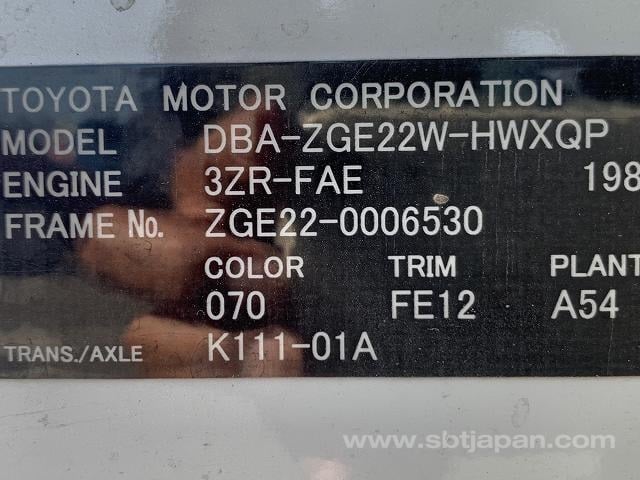 TOYOTA MOTOR CORPORATION
MODEL DBA-ZGE22W-HWXQP
ENGINE 3ZR-FAE 198
FRAME No. ZGE22-0006530
COLOR TRIM PLANT
070 FE12 A54
TRANS./AXLE K111-01A
www.sbtjapan.com